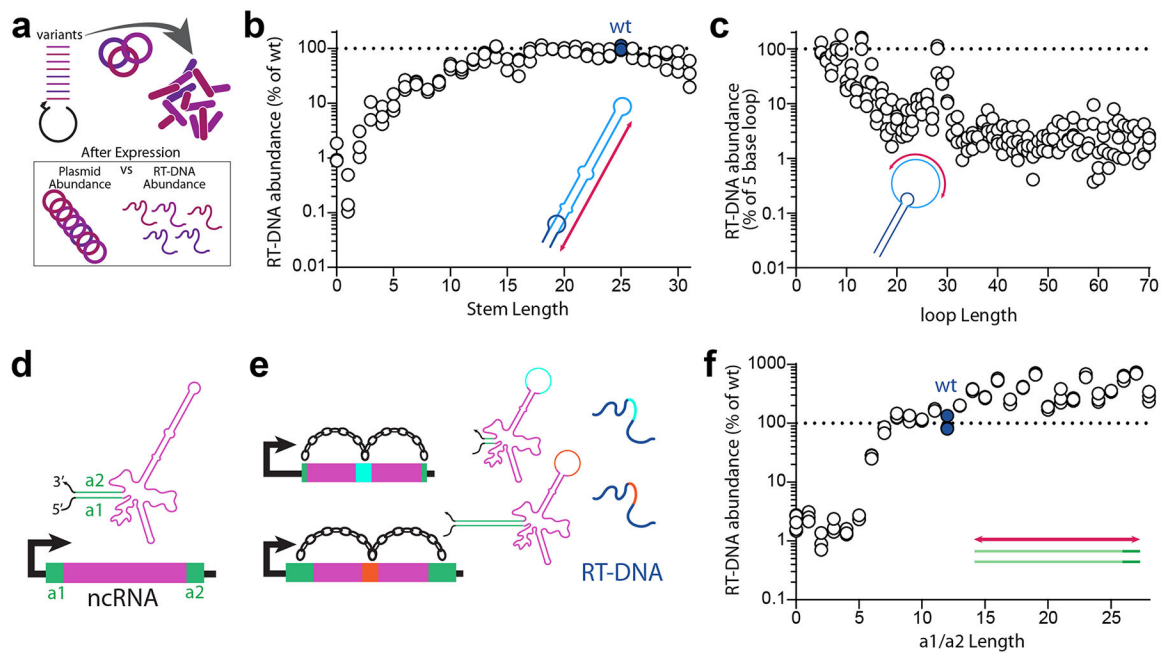 a
variants
After Expression
Plasmid
Abundance
vs
RT-DNA
Abundance
b
RT-DNA abundance (% of wt)
100
10
1
0.1
0.01
0
5
10
15
20
25
30
Stem Length
wt
c
RT-DNA abundance
(% of 5 base loop)
100
10
1
0.1
0.01
0
10
20
30
40
50
60
70
loop Length
d
3′
5′
a2
a1
a1
ncRNA
a2
e
RT-DNA
f
RT-DNA abundance (% of wt)
1000
100
10
1
0.1
0
5
10
15
20
25
a1/a2 Length
wt